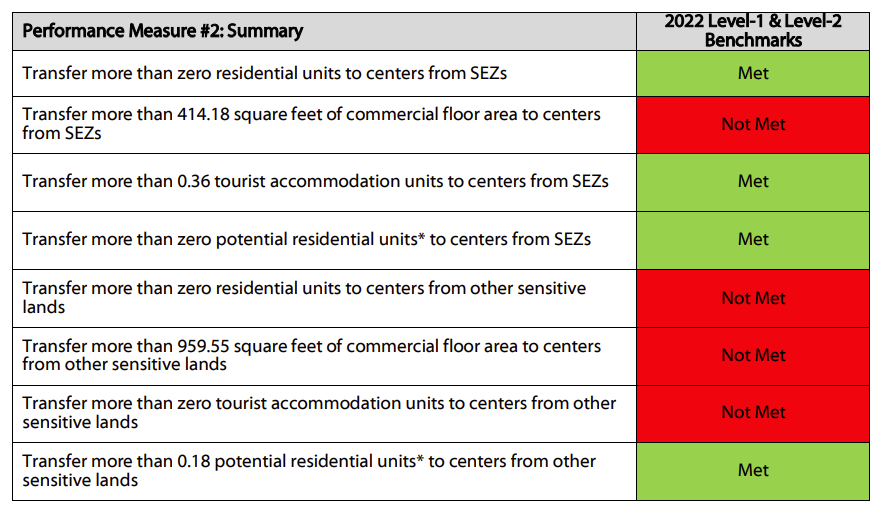 Performance Measure #2: Summary
2022 Level-1 & Level-2
Benchmarks
Transfer more than zero residential units to centers from SEZs
Met
Transfer more than 414.18 square feet of commercial floor area to centers
from SEZs
Not Met
Transfer more than 0.36 tourist accommodation units to centers from SEZs
Met
Transfer more than zero potential residential units* to centers from SEZs
Met
Transfer more than zero residential units to centers from other sensitive
lands
Not Met
Transfer more than 959.55 square feet of commercial floor area to centers
from other sensitive lands
Not Met
Transfer more than zero tourist accommodation units to centers from other
sensitive lands
Not Met
Transfer more than 0.18 potential residential units* to centers from other
sensitive lands
Met